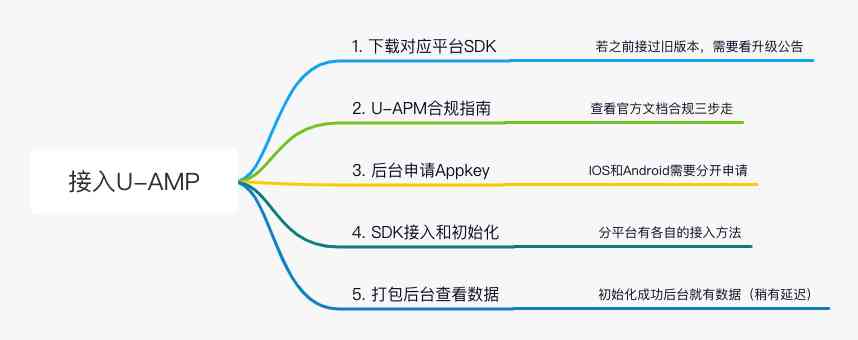 接入U-AMP
1. 下载对应平台SDK
若之前接过旧版本，需要看升级公告
2. U-APM合规指南
查看官方文档合规三步走
3. 后台申请Appkey
IOS和Android需要分开申请
4. SDK接入和初始化
分平台有各自的接入方法
5. 打包后台查看数据
初始化成功后台就有数据（稍有延迟）